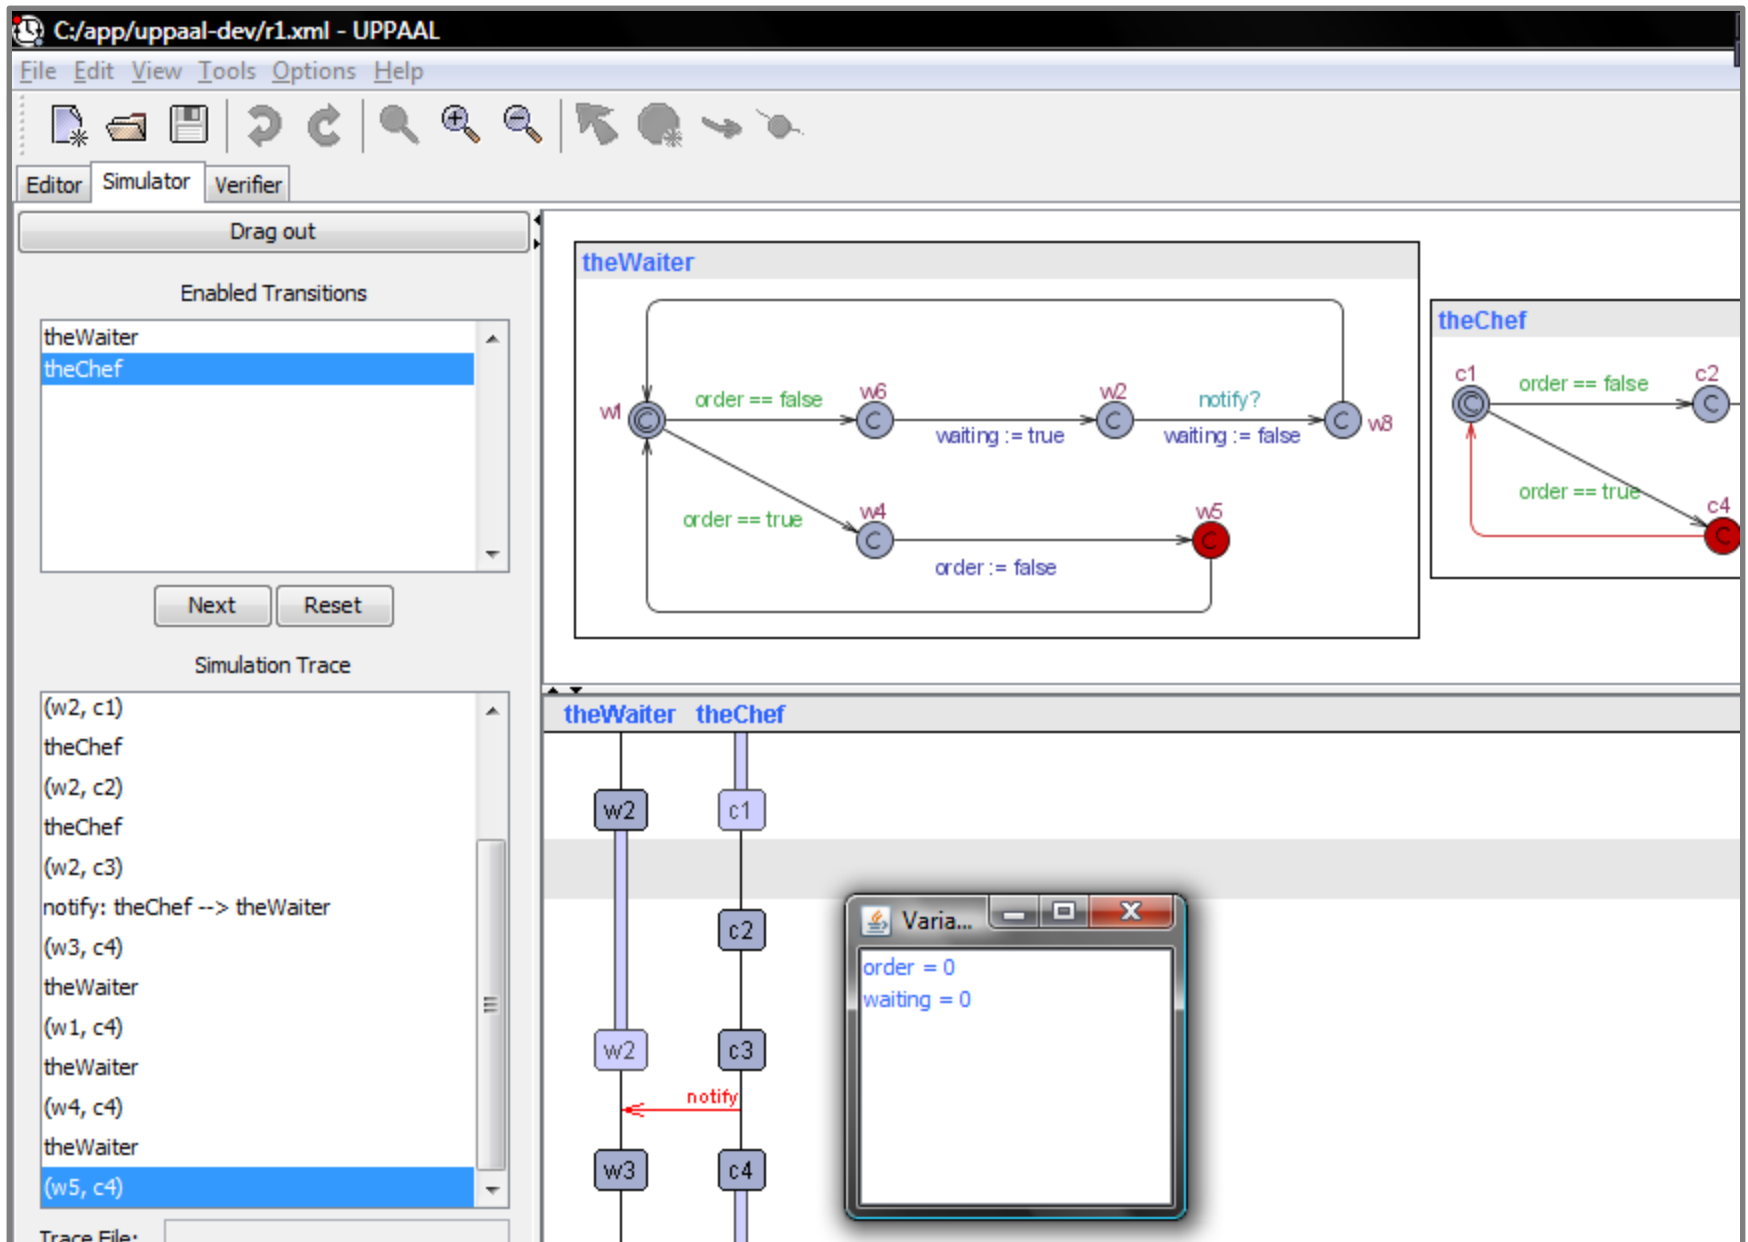 C:/app/uppaal-dev/r1.xml - UPPAAL
File Edit View Tools Options Help
Editor Simulator Verifier
Drag out
Enabled Transitions
theWaiter
theChef
Next Reset
Simulation Trace
(w2, c1)
theChef
(w2, c2)
theChef
(w2, c3)
notify: theChef --> theWaiter
(w3, c4)
theWaiter
(w1, c4)
theWaiter
(w4, c4)
theWaiter
(w5, c4)
Trace File:
theWaiter
w1
order == false
w6
C
waiting := true
w2
C
notify?
waiting := false
C
w8
C
order == true
w4
C
order := false
w5
C
theChef
c1
C
order == false
c2
C
order == true
c4
C
theWaiter theChef
w2 c1
c2
w2 c3
notify
w3 c4
Varia...
order = 0
waiting = 0